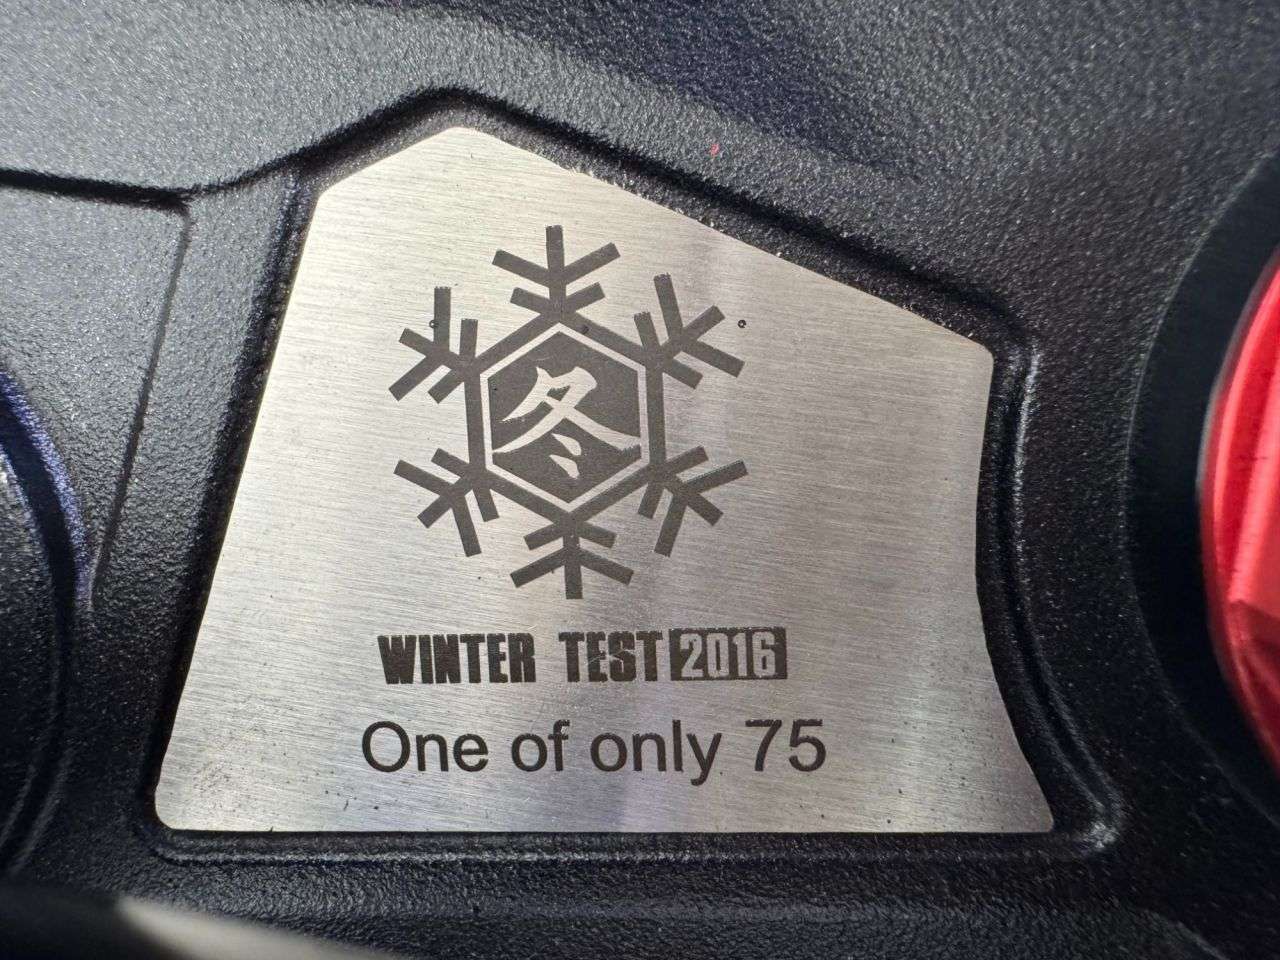 冬
WINTER TEST 2016
One of only 75